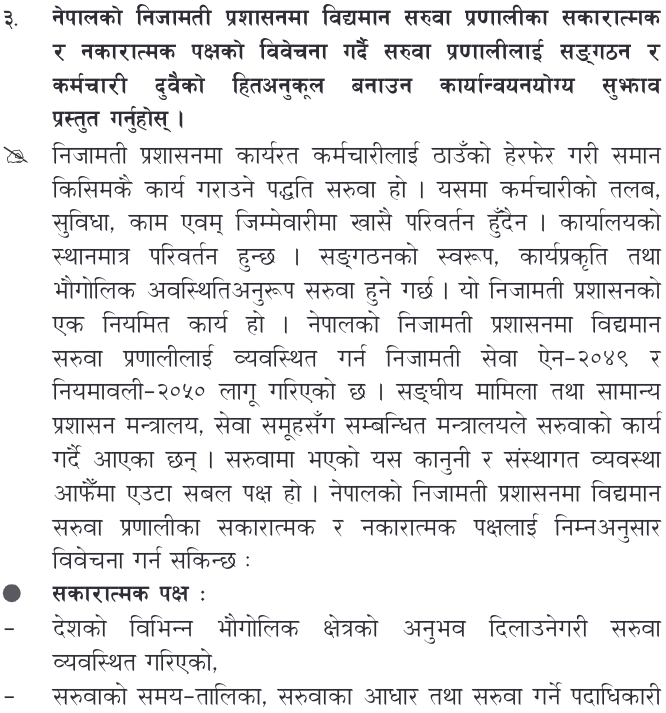 ३. नेपालको निजामती प्रशासनमा विद्यमान सरुवा प्रणालीका सकारात्मक
र नकारात्मक पक्षको विवेचना गर्दै सरुवा प्रणालीलाई सङ्गठन र
कर्मचारी दुवैको हितअनुकूल बनाउन कार्यान्वयनयोग्य सुझाव
प्रस्तुत गर्नुहोस् ।
निजामती प्रशासनमा कार्यरत कर्मचारीलाई ठाउँको हेरफेर गरी समान
किसिमकै कार्य गराउने पद्धति सरुवा हो । यसमा कर्मचारीको तलब,
सुविधा, काम एवम् जिम्मेवारीमा खासै परिवर्तन हुँदैन । कार्यालयको
स्थानमात्र परिवर्तन हुन्छ । सङ्गठनको स्वरूप, कार्यप्रकृति तथा
भौगोलिक अवस्थितिअनुरूप सरुवा हुने गर्छ । यो निजामती प्रशासनको
एक नियमित कार्य हो । नेपालको निजामती प्रशासनमा विद्यमान
सरुवा प्रणालीलाई व्यवस्थित गर्न निजामती सेवा ऐन–२०४९ र
नियमावली–२०५० लागू गरिएको छ । सङ्घीय मामिला तथा सामान्य
प्रशासन मन्त्रालय, सेवा समूहसँग सम्बन्धित मन्त्रालयले सरुवाको कार्य
गर्दै आएका छन् । सरुवामा भएको यस कानुनी र संस्थागत व्यवस्था
आफैँमा एउटा सबल पक्ष हो । नेपालको निजामती प्रशासनमा विद्यमान
सरुवा प्रणालीका सकारात्मक र नकारात्मक पक्षलाई निम्नअनुसार
विवेचना गर्न सकिन्छ :
● सकारात्मक पक्ष :
– देशको विभिन्न भौगोलिक क्षेत्रको अनुभव दिलाउनेगरी सरुवा
व्यवस्थित गरिएको,
– सरुवाको समय–तालिका, सरुवाका आधार तथा सरुवा गर्ने पदाधिकारी